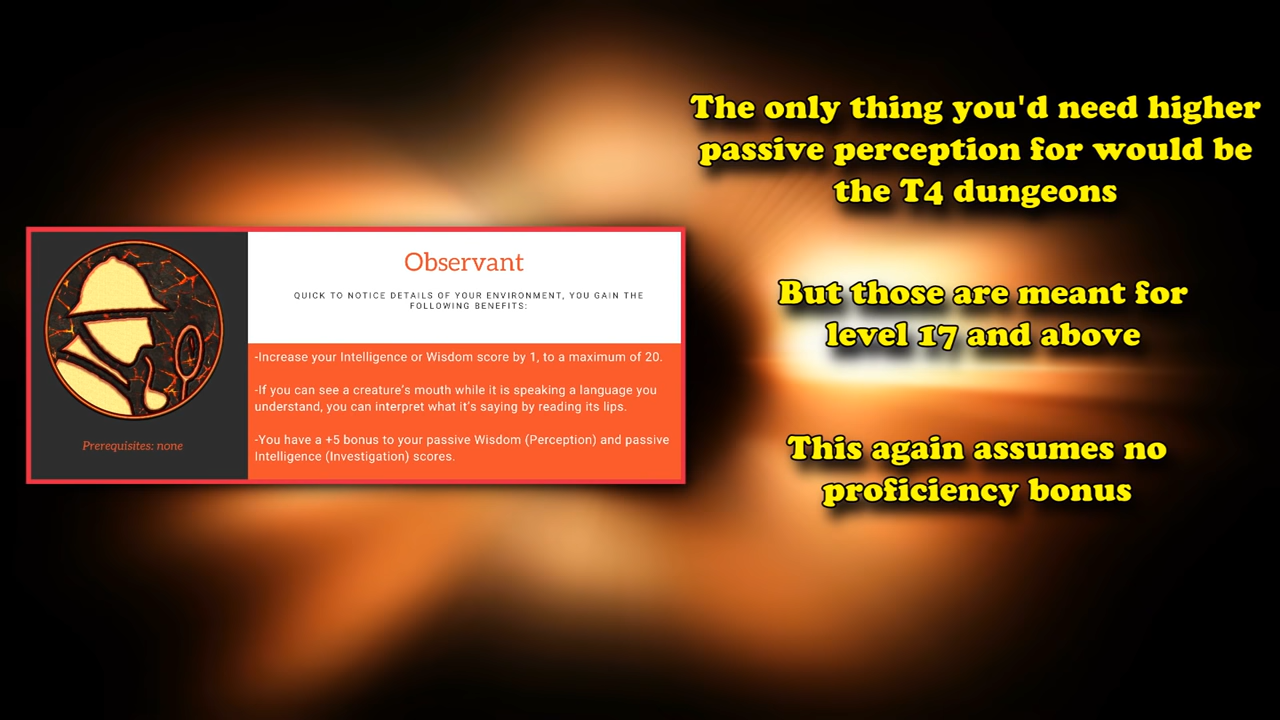 The only thing you'd need higher
passive perception for would be
the T4 dungeons
But those are meant for
level 17 and above
This again assumes no
proficiency bonus
Observant
QUICK TO NOTICE DETAILS OF YOUR ENVIRONMENT, YOU GAIN THE
FOLLOWING BENEFITS:
-Increase your Intelligence or Wisdom score by 1, to a maximum of 20.
-If you can see a creature's mouth while it is speaking a language you
understand, you can interpret what it's saying by reading its lips.
-You have a +5 bonus to your passive Wisdom (Perception) and passive
Intelligence (Investigation) scores.
Prerequisites: none